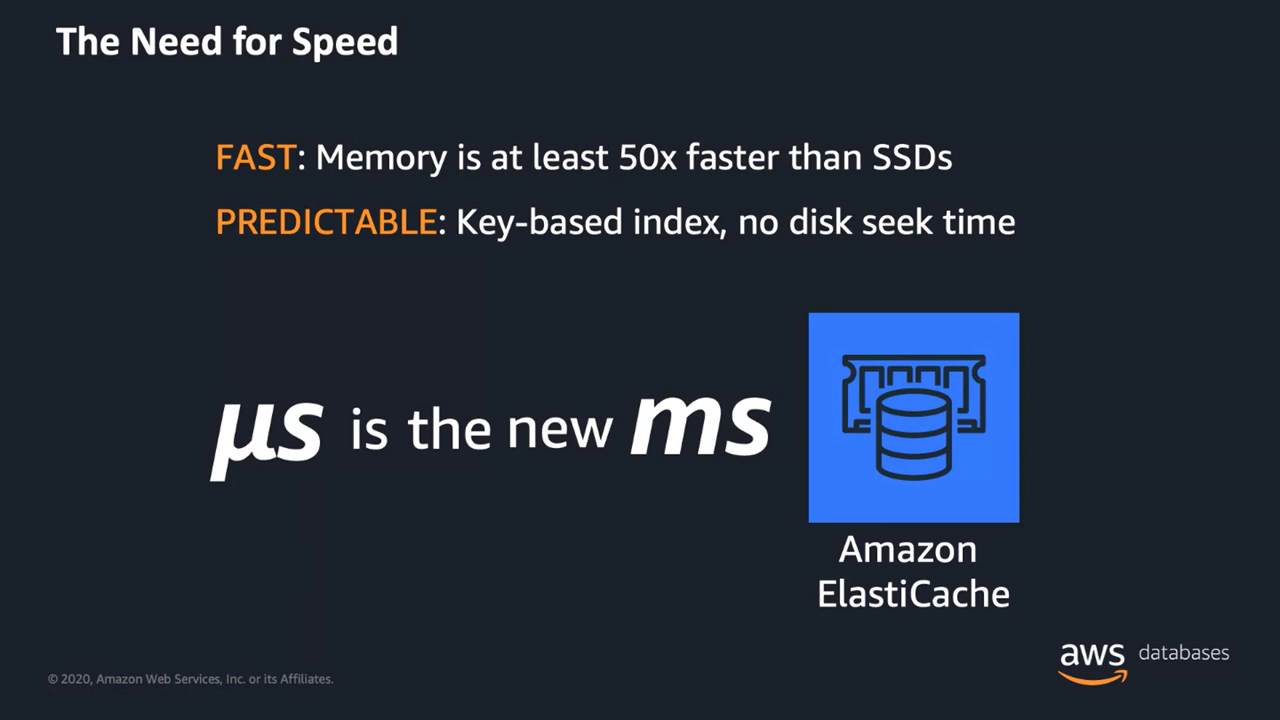 The Need for Speed
FAST: Memory is at least 50x faster than SSDs
PREDICTABLE: Key-based index, no disk seek time
µs is the new ms
Amazon
ElastiCache
© 2020, Amazon Web Services, Inc. or its Affiliates.
aws databases